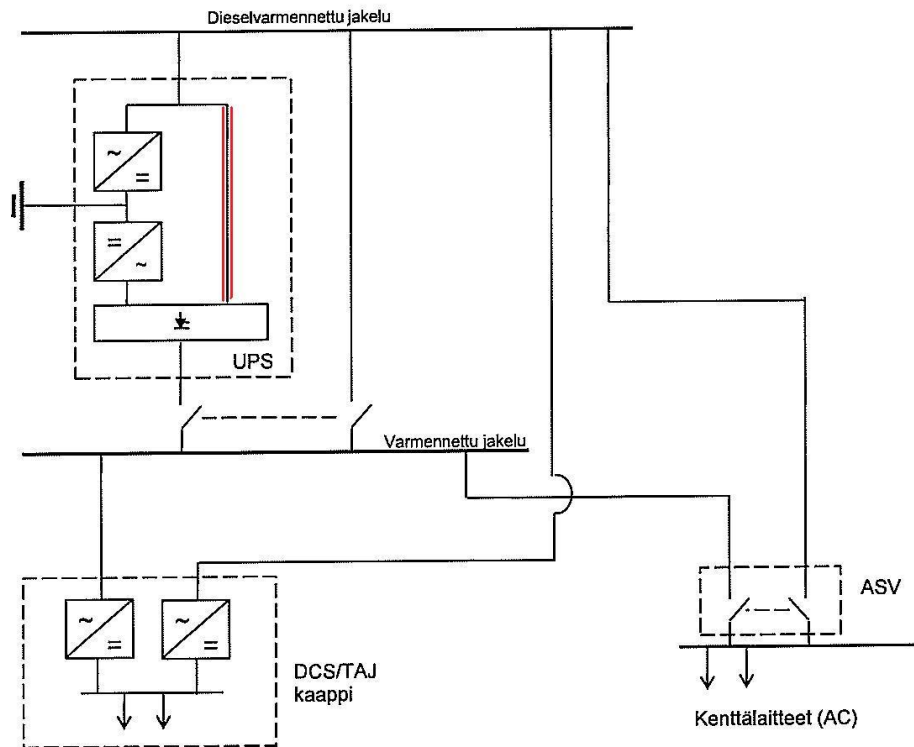 Dieselvarmennettu jakelu
~
=
=
~
UPS
Varmennettu jakelu
ASV
~
=
~
=
DCS/TAJ
kaappi
Kenttälaitteet (AC)